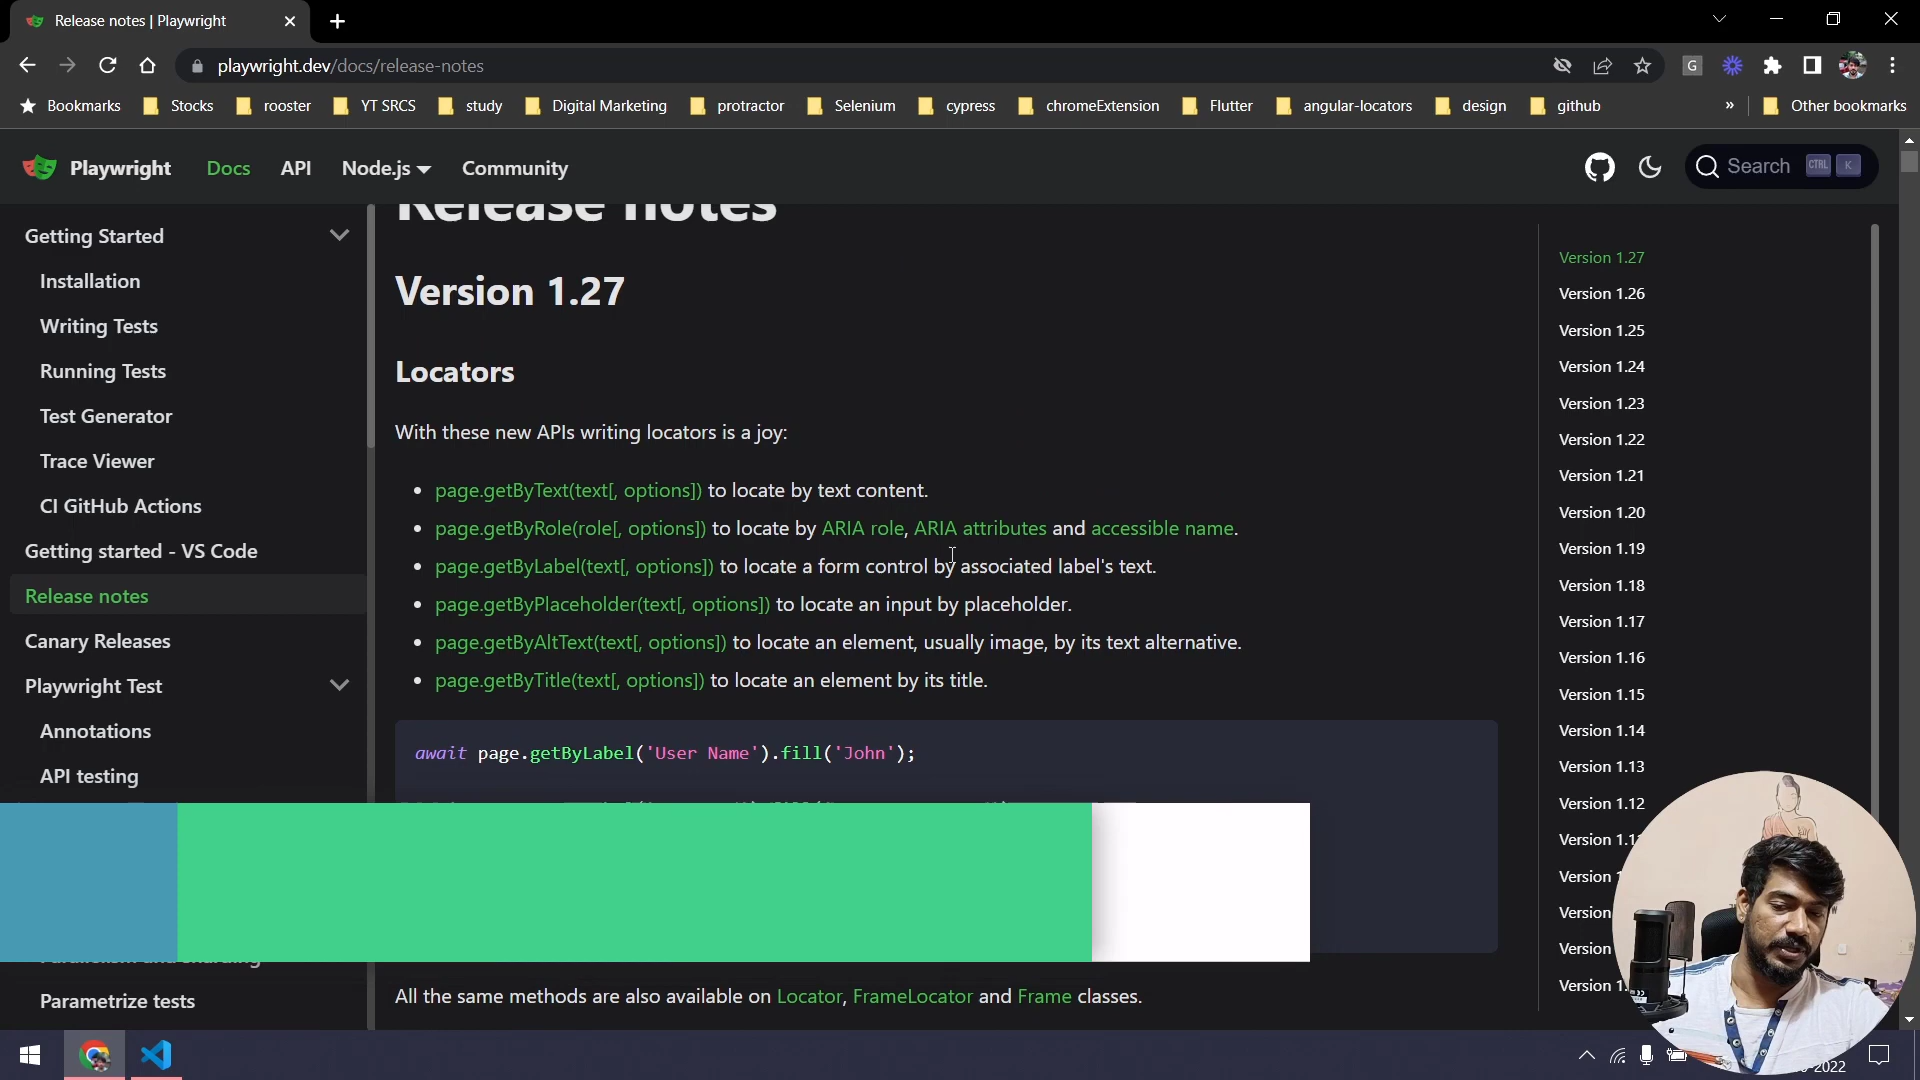 Release notes | Playwright
playwright.dev/docs/release-notes
G
Bookmarks Stocks rooster YT SRCS study Digital Marketing protractor Selenium cypress chromeExtension Flutter angular-locators design github » Other bookmarks
Playwright Docs API Node.js Community Search CTRL K
Release notes
Getting Started
Installation
Writing Tests
Running Tests
Test Generator
Trace Viewer
CI GitHub Actions
Getting started - VS Code
Release notes
Canary Releases
Playwright Test
Annotations
API testing
Parametrize tests
Version 1.27
Locators
With these new APIs writing locators is a joy:
• page.getByText(text[, options]) to locate by text content.
• page.getByRole(role[, options]) to locate by ARIA role, ARIA attributes and accessible name.
• page.getByLabel(text[, options]) to locate a form control by associated label's text.
• page.getByPlaceholder(text[, options]) to locate an input by placeholder.
• page.getByAltText(text[, options]) to locate an element, usually image, by its text alternative.
• page.getByTitle(text[, options]) to locate an element by its title.
await page.getByLabel('User Name').fill('John');
All the same methods are also available on Locator, FrameLocator and Frame classes.
Version 1.27
Version 1.26
Version 1.25
Version 1.24
Version 1.23
Version 1.22
Version 1.21
Version 1.20
Version 1.19
Version 1.18
Version 1.17
Version 1.16
Version 1.15
Version 1.14
Version 1.13
Version 1.12
Version 1.1
Version
Version
Version
Version 1.
-2022